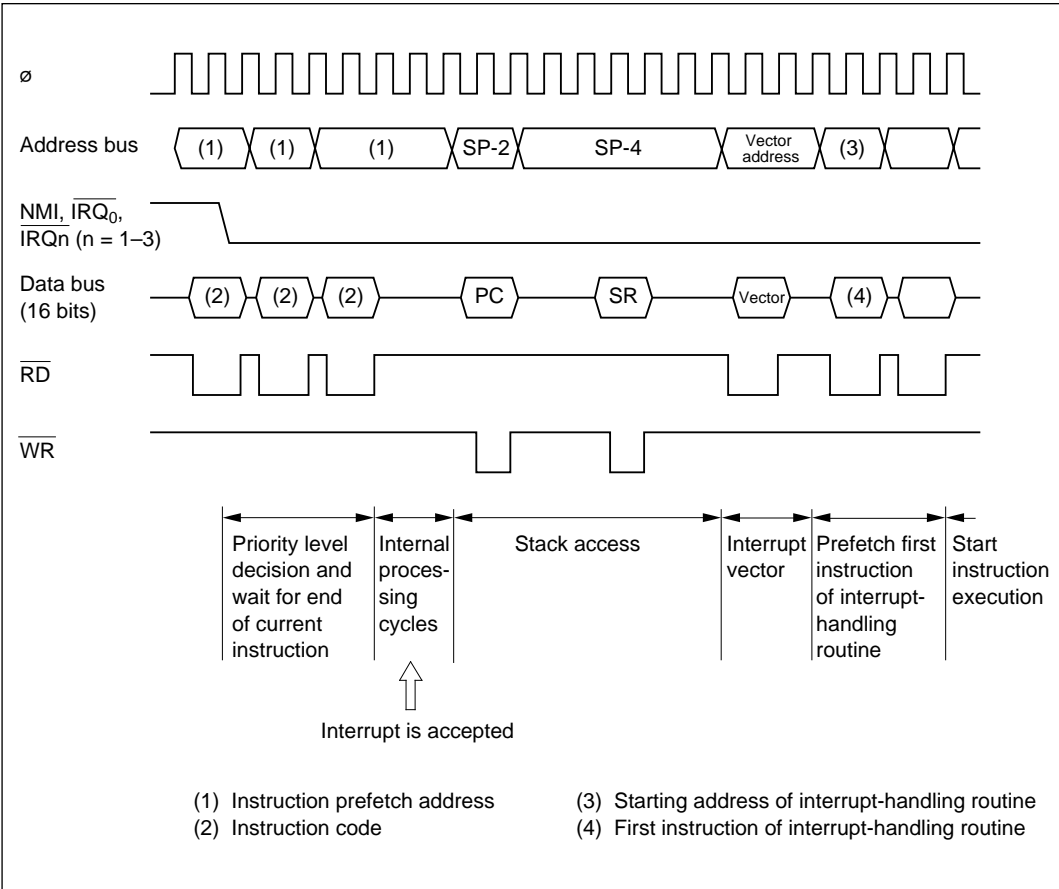 ø
Address bus
(1) (1) (1) SP-2 SP-4 Vector address (3)
NMI, IRQ0,
IRQn (n = 1–3)
Data bus
(16 bits)
(2) (2) (2) PC SR Vector (4)
RD
WR
Priority level
decision and
wait for end
of current
instruction
Internal
proces-
sing
cycles
Stack access
Interrupt
vector
Prefetch first
instruction
of interrupt-
handling
routine
Start
instruction
execution
Interrupt is accepted
(1) Instruction prefetch address
(2) Instruction code
(3) Starting address of interrupt-handling routine
(4) First instruction of interrupt-handling routine